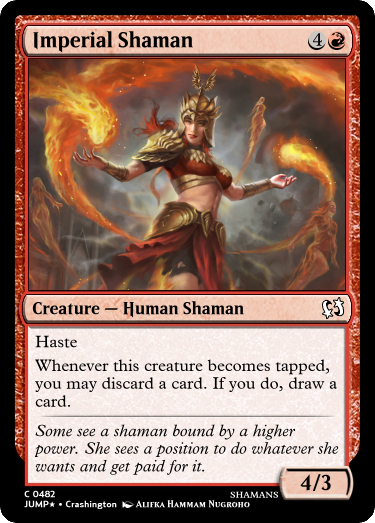 Imperial Shaman
4
Creature — Human Shaman
Haste
Whenever this creature becomes tapped,
you may discard a card. If you do, draw a
card.
Some see a shaman bound by a higher
power. She sees a position to do whatever she
wants and get paid for it.
4/3
C 0482
SHAMANS
JUMP★ • Crashington Alifka Hammam Nugroho